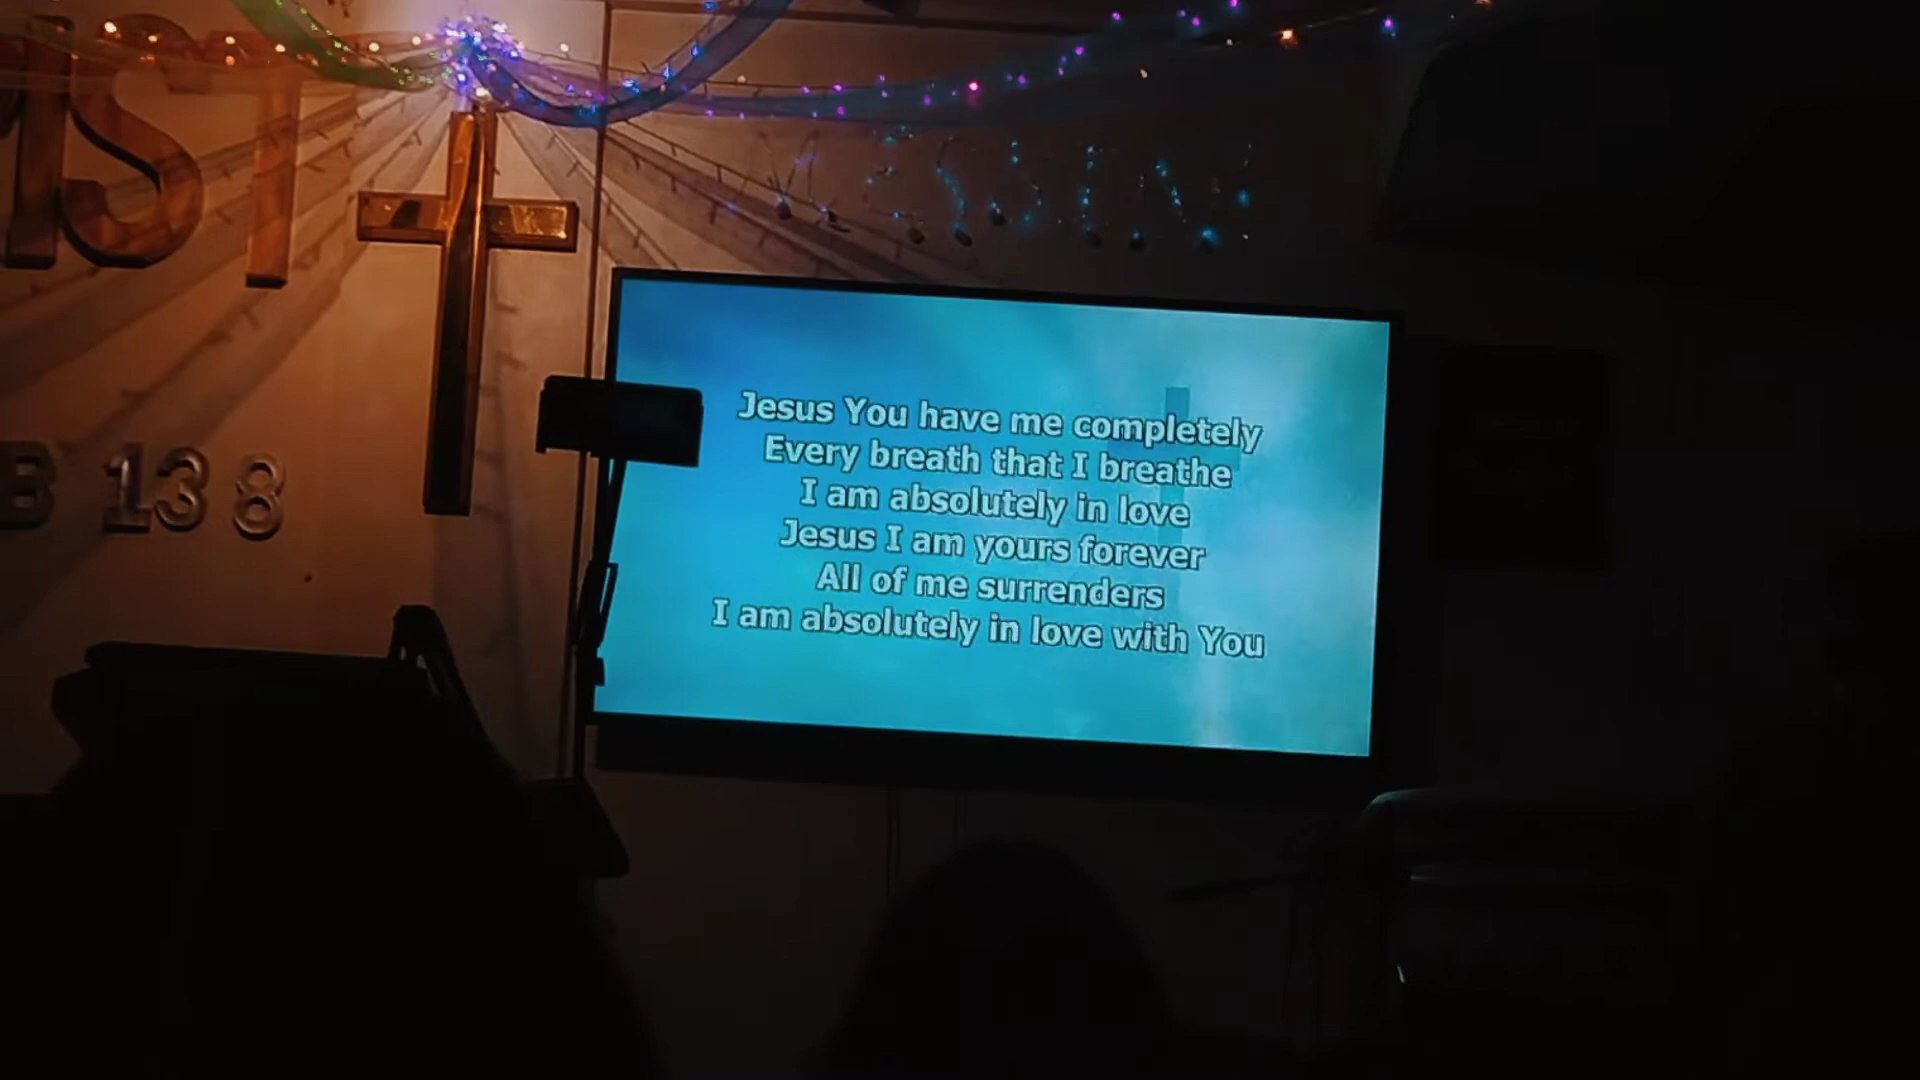 IST
B 138
Jesus You have me completely
Every breath that I breathe
I am absolutely in love
Jesus I am yours forever
All of me surrenders
I am absolutely in love with You